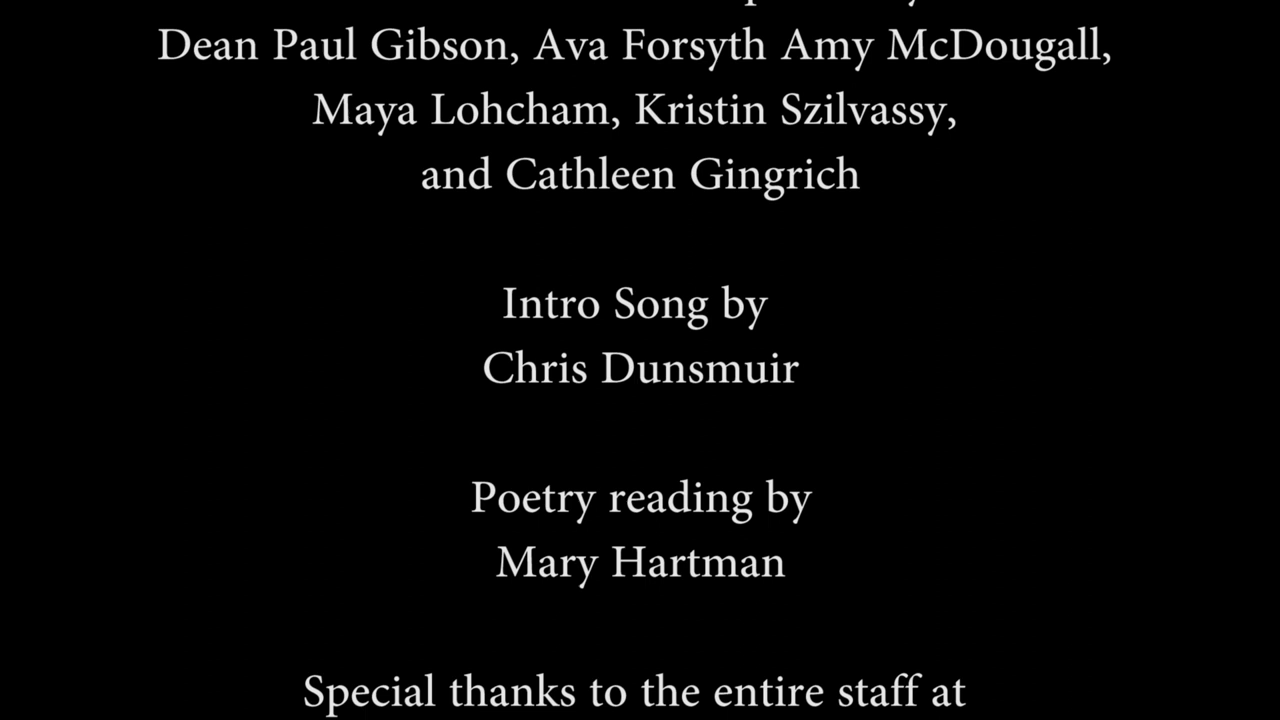 Dean Paul Gibson, Ava Forsyth Amy McDougall,
Maya Lohcham, Kristin Szilvassy,
and Cathleen Gingrich
Intro Song by
Chris Dunsmuir
Poetry reading by
Mary Hartman
Special thanks to the entire staff at